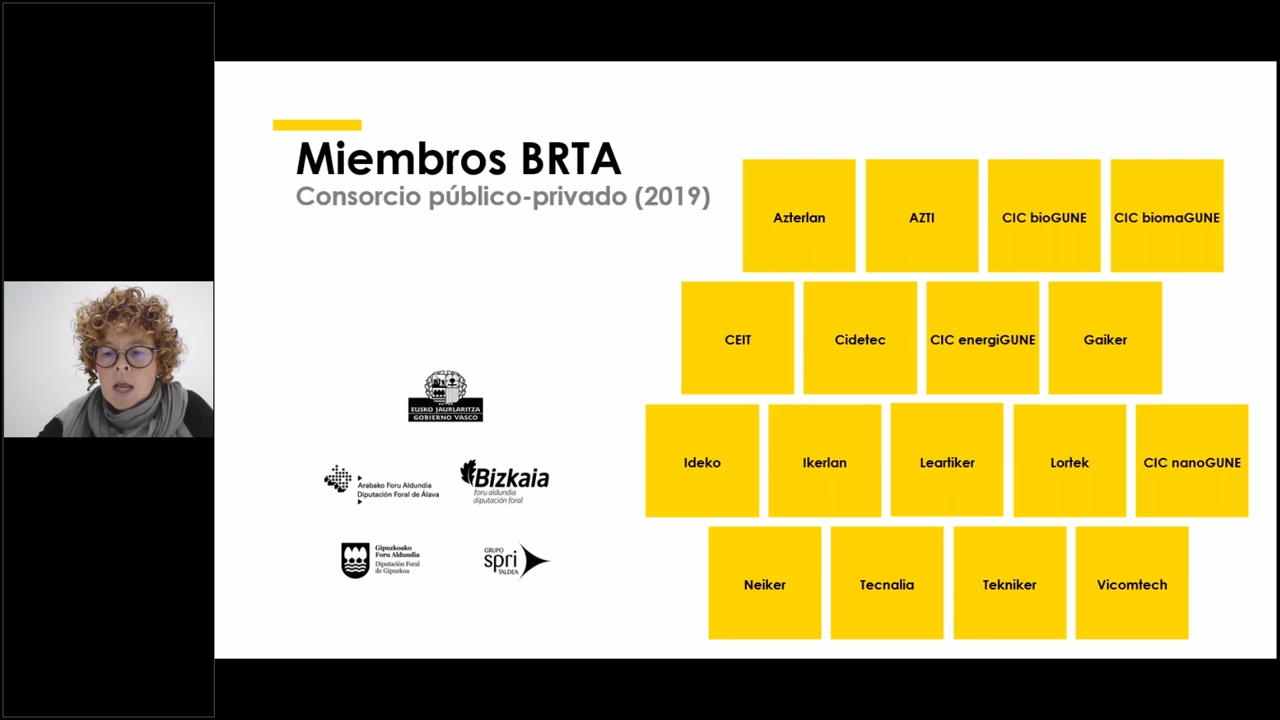 Miembros BRTA
Consorcio público-privado (2019)
Azterlan
AZTI
CIC bioGUNE
CIC biomaGUNE
CEIT
Cidetec
CIC energiGUNE
Gaiker
Ideko
Ikerlan
Leartiker
Lortek
CIC nanoGUNE
Neiker
Tecnalia
Tekniker
Vicomtech
EUSKO JAURLARITZA
GOBIERNO VASCO
Arabako Foru Aldundia
Diputación Foral de Álava
Bizkaia
foru aldundia
diputación foral
Gipuzkoako
Foru Aldundia
Diputación Foral
de Gipuzkoa
GRUPO
spri
TALDEA